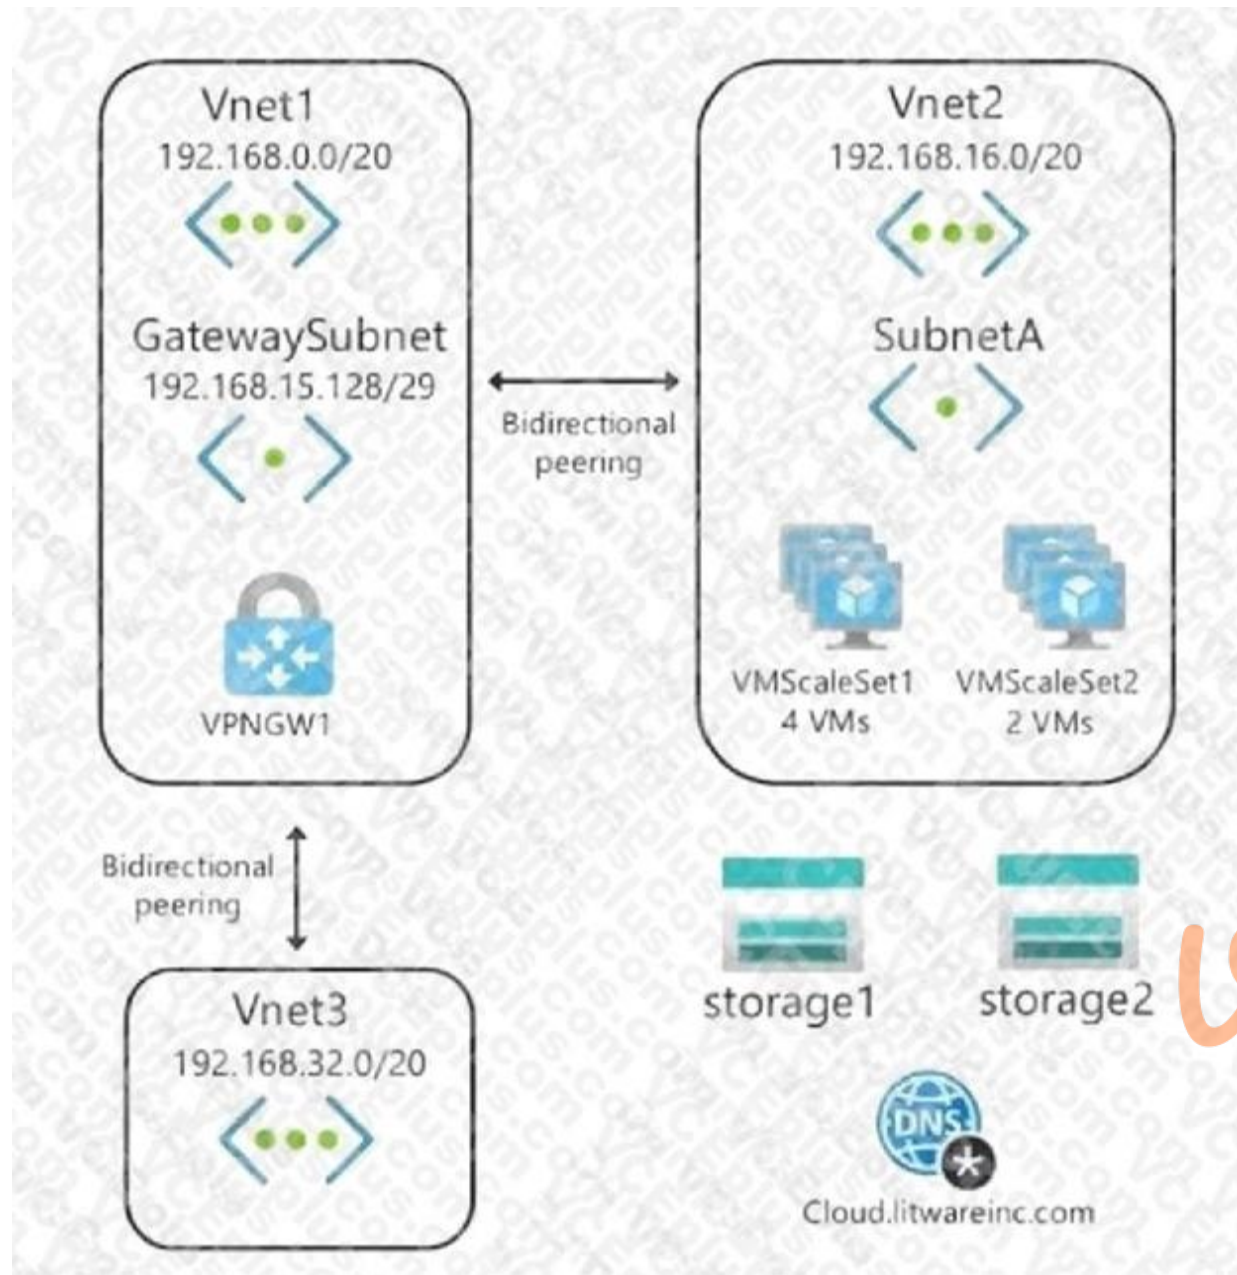 Vnet1
192.168.0.0/20
GatewaySubnet
192.168.15.128/29
VPNGW1
Bidirectional
peering
Vnet2
192.168.16.0/20
SubnetA
VMScaleSet1
4 VMs
VMScaleSet2
2 VMs
Bidirectional
peering
Vnet3
192.168.32.0/20
storage1
storage2
DNS
Cloud.litwareinc.com